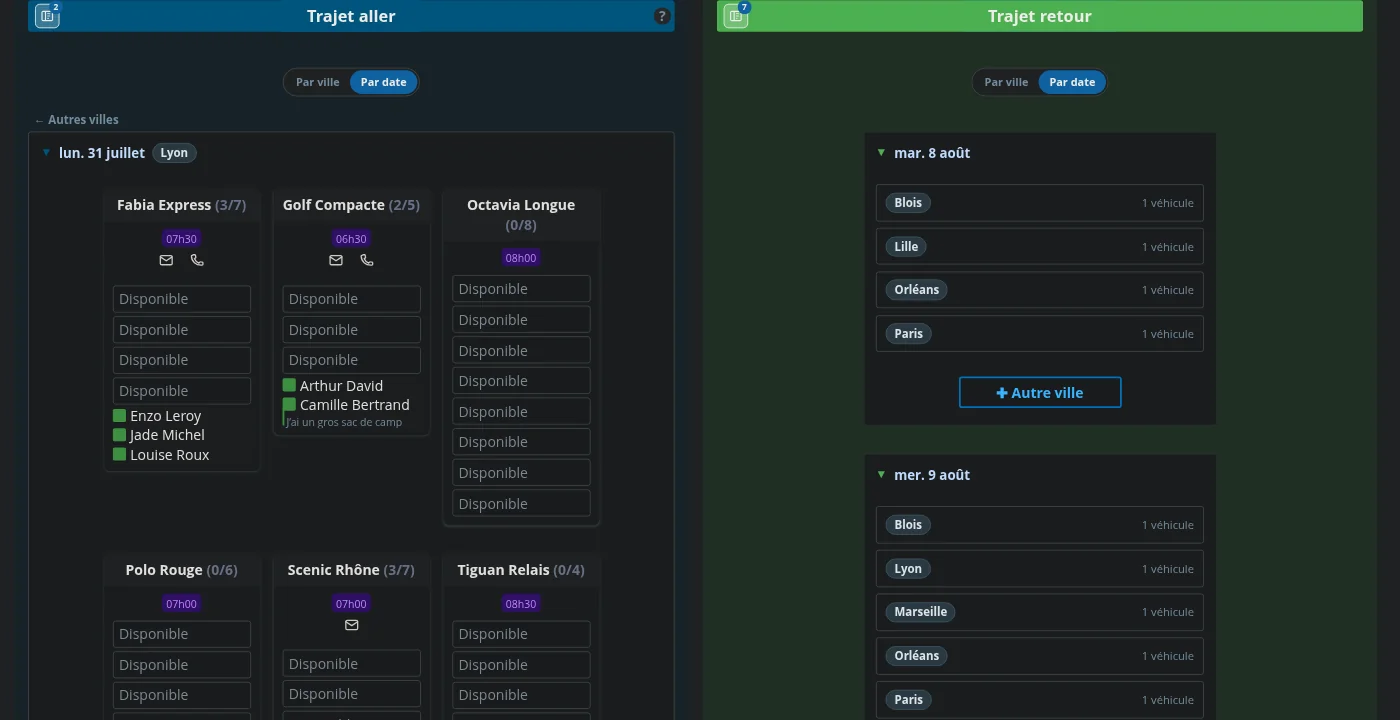 2
Trajet aller
?
Par ville
Par date
← Autres villes
lun. 31 juillet
Lyon
Fabia Express (3/7)
07h30
Disponible
Disponible
Disponible
Disponible
Enzo Leroy
Jade Michel
Louise Roux
Golf Compacte (2/5)
06h30
Disponible
Disponible
Disponible
Arthur David
Camille Bertrand
J'ai un gros sac de camp
Octavia Longue
(0/8)
08h00
Disponible
Disponible
Disponible
Disponible
Disponible
Disponible
Disponible
Disponible
Polo Rouge (0/6)
07h00
Disponible
Disponible
Disponible
Scenic Rhône (3/7)
07h00
Disponible
Disponible
Tiguan Relais (0/4)
08h30
Disponible
Disponible
Disponible
7
Trajet retour
Par ville
Par date
mar. 8 août
Blois 1 véhicule
Lille 1 véhicule
Orléans 1 véhicule
Paris 1 véhicule
+ Autre ville
mer. 9 août
Blois 1 véhicule
Lyon 1 véhicule
Marseille 1 véhicule
Orléans 1 véhicule
Paris 1 véhicule